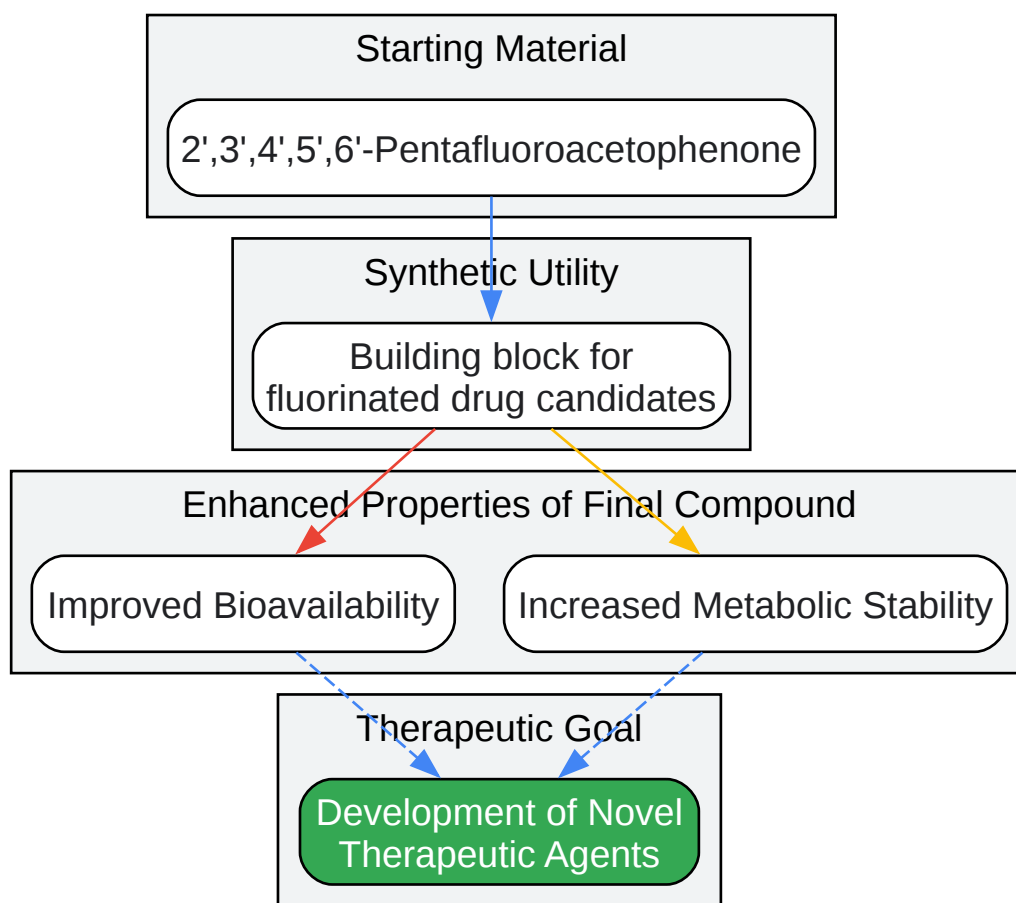 Starting Material
2',3',4',5',6'-Pentafluoroacetophenone
Synthetic Utility
Building block for
fluorinated drug candidates
Enhanced Properties of Final Compound
Improved Bioavailability
Increased Metabolic Stability
Therapeutic Goal
Development of Novel
Therapeutic Agents